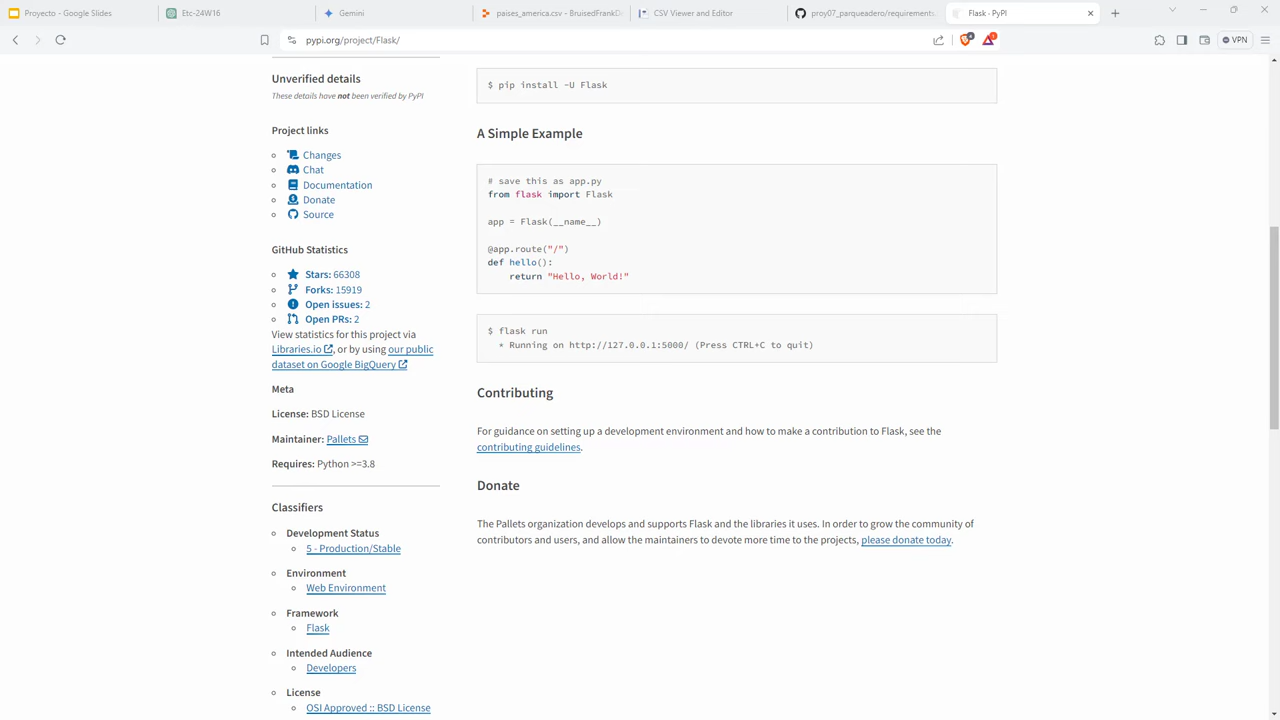 Proyecto - Google Slides
Etc-24W16
Gemini
paises_america.csv - BruisedFrankD
CSV Viewer and Editor
proy07_parqueadero/requirements.
Flask · PyPI
pypi.org/project/Flask/
VPN
Unverified details
These details have not been verified by PyPI
Project links
Changes
Chat
Documentation
Donate
Source
GitHub Statistics
Stars: 66308
Forks: 15919
Open issues: 2
Open PRs: 2
View statistics for this project via
Libraries.io, or by using our public
dataset on Google BigQuery
Meta
License: BSD License
Maintainer: Pallets
Requires: Python >=3.8
Classifiers
Development Status
5 - Production/Stable
Environment
Web Environment
Framework
Flask
Intended Audience
Developers
License
OSI Approved :: BSD License
$ pip install -U Flask
A Simple Example
# save this as app.py
from flask import Flask
app = Flask(__name__)
@app.route("/")
def hello():
return "Hello, World!"
$ flask run
* Running on http://127.0.0.1:5000/ (Press CTRL+C to quit)
Contributing
For guidance on setting up a development environment and how to make a contribution to Flask, see the
contributing guidelines.
Donate
The Pallets organization develops and supports Flask and the libraries it uses. In order to grow the community of
contributors and users, and allow the maintainers to devote more time to the projects, please donate today.